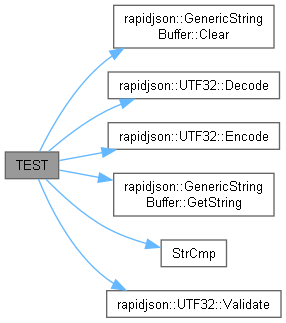 rapidjson::GenericString
Buffer::Clear
rapidjson::UTF32::Decode
rapidjson::UTF32::Encode
TEST
rapidjson::GenericString
Buffer::GetString
StrCmp
rapidjson::UTF32::Validate